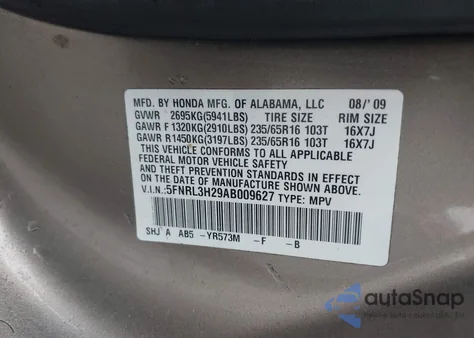 MFD. BY HONDA MFG. OF ALABAMA, LLC 08/'09
GVWR 2695KG(5941LBS) TIRE SIZE RIM SIZE
GAWR F 1320KG(2910LBS) 235/65R16 103T 16X7J
GAWR R 1450KG(3197LBS) 235/65R16 103T 16X7J
THIS VEHICLE CONFORMS TO ALL APPLICABLE
FEDERAL MOTOR VEHICLE SAFETY
AND THEFT PREVENTION STANDARDS IN EFFECT ON THE
DATE OF MANUFACTURE SHOWN ABOVE.
V.I.N.: 5FNRL3H29AB009627 TYPE: MPV
SHJ A AB5 -YR573M -F -B
autoSnap